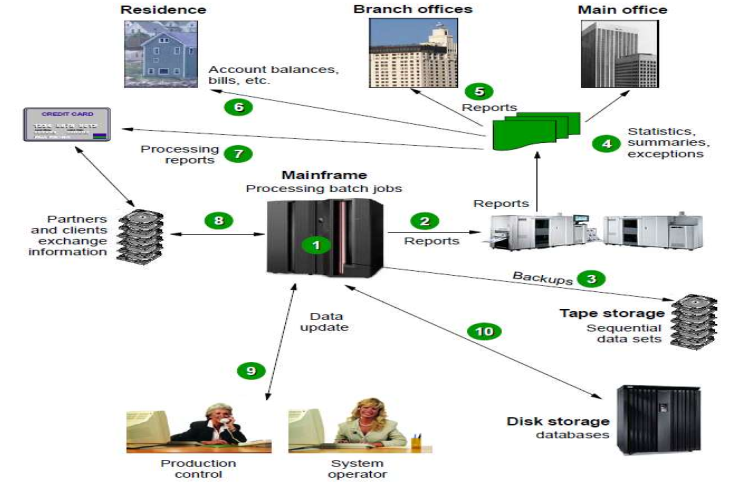 Residence
Branch offices
Main office
Account balances,
bills, etc.
5
Reports
6
CREDIT CARD
4
Statistics,
summaries,
exceptions
Processing
reports
7
Mainframe
Processing batch jobs
Reports
Partners
and clients
exchange
information
8
1
2
Reports
Backups
3
Tape storage
Sequential
data sets
Data
update
10
9
Disk storage
databases
Production
control
System
operator